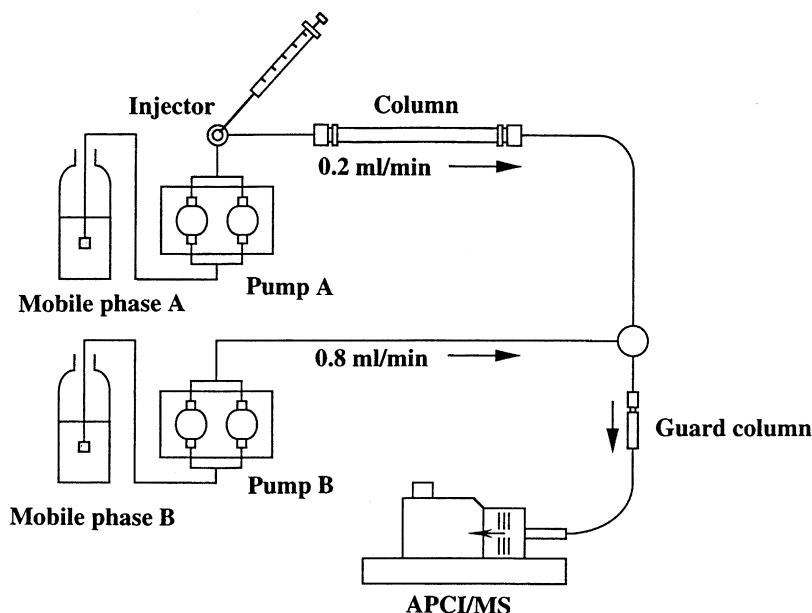 Injector
Column
0.2 ml/min
Mobile phase A
Pump A
0.8 ml/min
Guard column
Mobile phase B
Pump B
APCI/MS